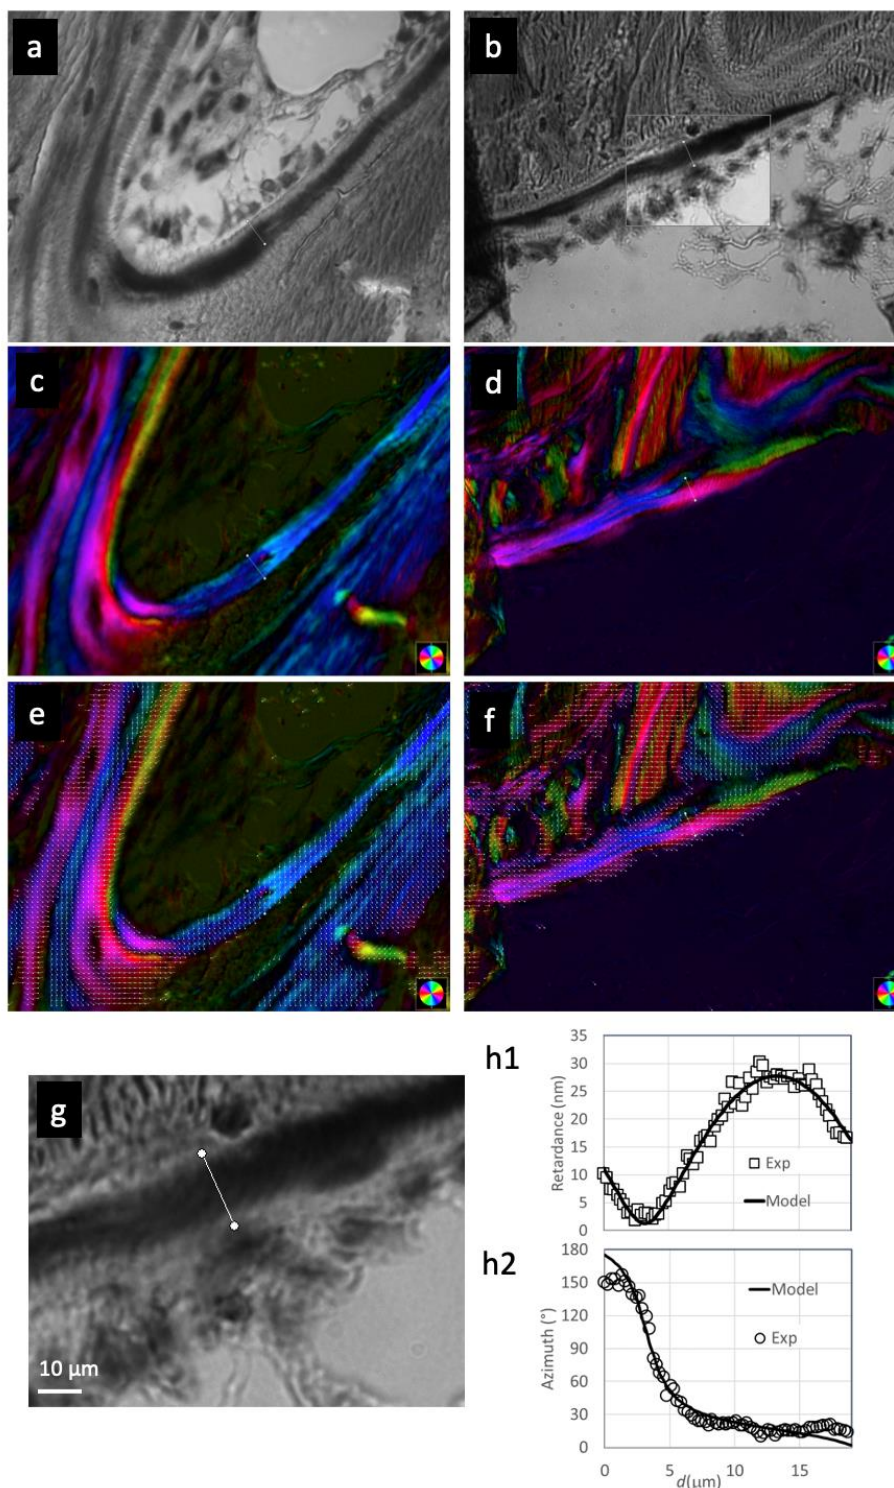 a
b
c
d
e
f
g
10 μm
h1
35
30
25
20
15
10
5
0
Retardance (nm)
Exp
Model
h2
180
150
120
90
60
30
0
Azimuth (°)
Model
Exp
0 5 10 15
d(μm)